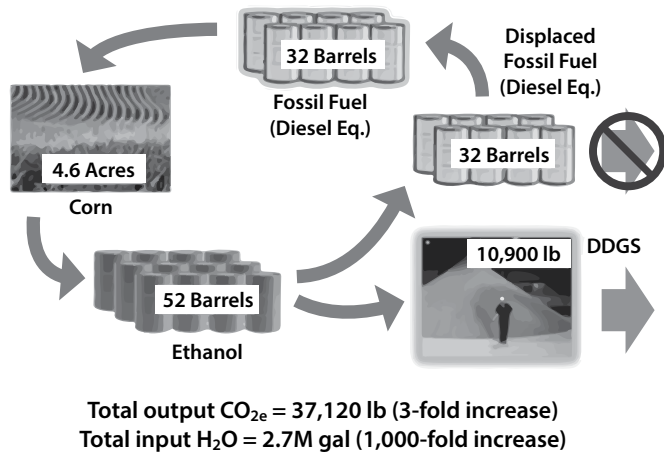 32 Barrels
Fossil Fuel
(Diesel Eq.)
Displaced
Fossil Fuel
(Diesel Eq.)
32 Barrels
4.6 Acres
Corn
52 Barrels
Ethanol
10,900 lb
DDGS
Total output CO₂ₑ = 37,120 lb (3-fold increase)
Total input H₂O = 2.7M gal (1,000-fold increase)